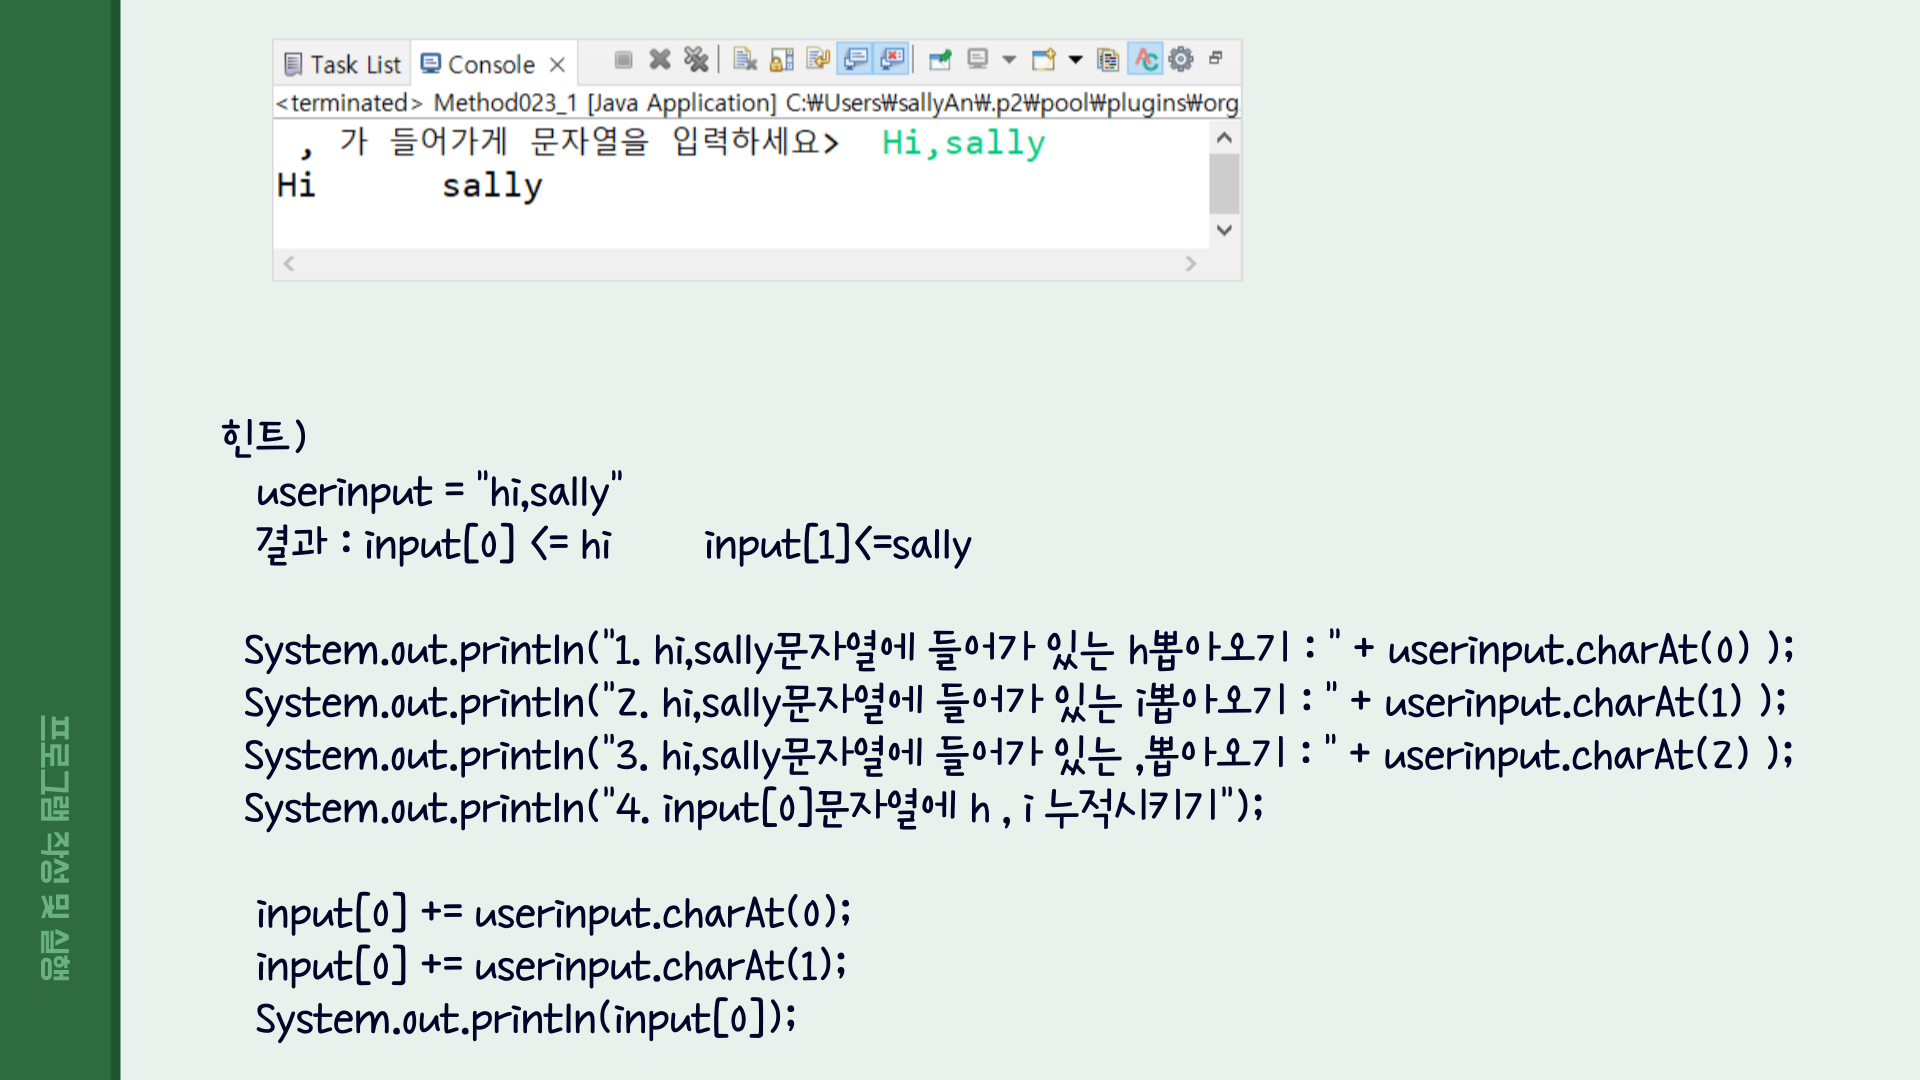 Task List Console
<terminated> Method023_1 [Java Application] C:₩Users₩sallyAn₩.p2₩pool₩plugins₩org.
, 가 들어가게 문자열을 입력하세요> Hi,sally
Hi sally
힌트)
userinput = "hi,sally"
결과 : input[0] <= hi input[1]<=sally
System.out.println("1. hi,sally문자열에 들어가 있는 h뽑아오기 : " + userinput.charAt(0) );
System.out.println("2. hi,sally문자열에 들어가 있는 i뽑아오기 : " + userinput.charAt(1) );
System.out.println("3. hi,sally문자열에 들어가 있는 ,뽑아오기 : " + userinput.charAt(2) );
System.out.println("4. input[0]문자열에 h , i 누적시키기");
input[0] += userinput.charAt(0);
input[0] += userinput.charAt(1);
System.out.println(input[0]);
프로그램 작성 및 실행